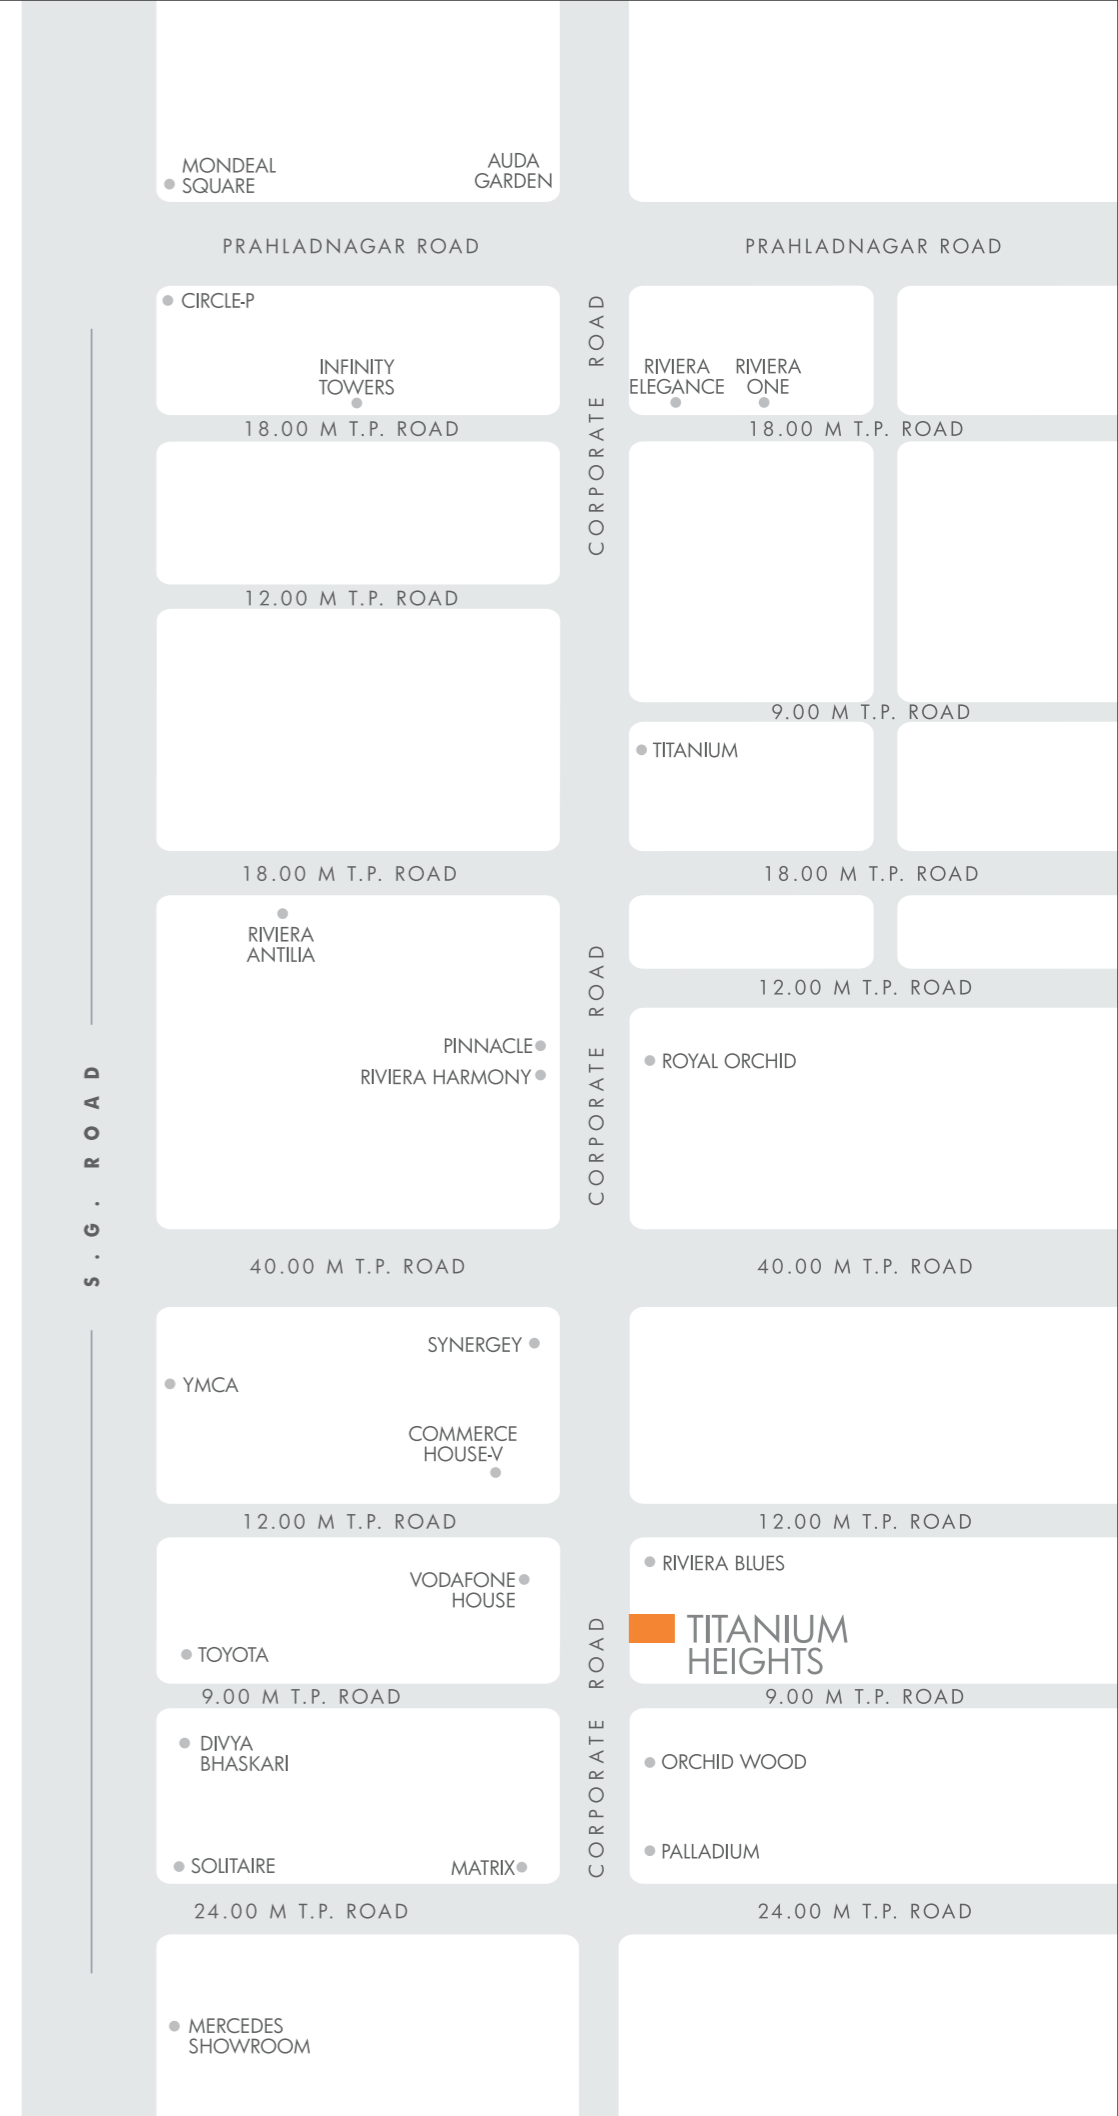 MONDEAL
SQUARE
AUDA
GARDEN
PRAHLADNAGAR ROAD
PRAHLADNAGAR ROAD
CIRCLE-P
INFINITY
TOWERS
CORPORATE ROAD
RIVIERA
ELEGANCE
RIVIERA
ONE
18.00 M T.P. ROAD
18.00 M T.P. ROAD
12.00 M T.P. ROAD
9.00 M T.P. ROAD
TITANIUM
18.00 M T.P. ROAD
18.00 M T.P. ROAD
RIVIERA
ANTILIA
CORPORATE ROAD
12.00 M T.P. ROAD
PINNACLE
RIVIERA HARMONY
ROYAL ORCHID
S.G. ROAD
40.00 M T.P. ROAD
40.00 M T.P. ROAD
SYNERGEY
YMCA
COMMERCE
HOUSE-V
12.00 M T.P. ROAD
12.00 M T.P. ROAD
RIVIERA BLUES
VODAFONE
HOUSE
TITANIUM
HEIGHTS
CORPORATE ROAD
TOYOTA
9.00 M T.P. ROAD
9.00 M T.P. ROAD
DIVYA
BHASKARI
ORCHID WOOD
PALLADIUM
SOLITAIRE
MATRIX
24.00 M T.P. ROAD
24.00 M T.P. ROAD
MERCEDES
SHOWROOM